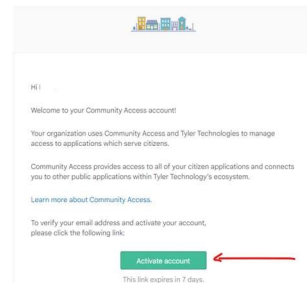 Hi
Welcome to your Community Access account!
Your organization uses Community Access and Tyler Technologies to manage
access to applications which serve citizens.
Community Access provides access to all of your citizen applications and connects
you to other public applications within Tyler Technology's ecosystem.
Learn more about Community Access.
To verify your email address and activate your account,
please click the following link:
Activate account
This link expires in 7 days.